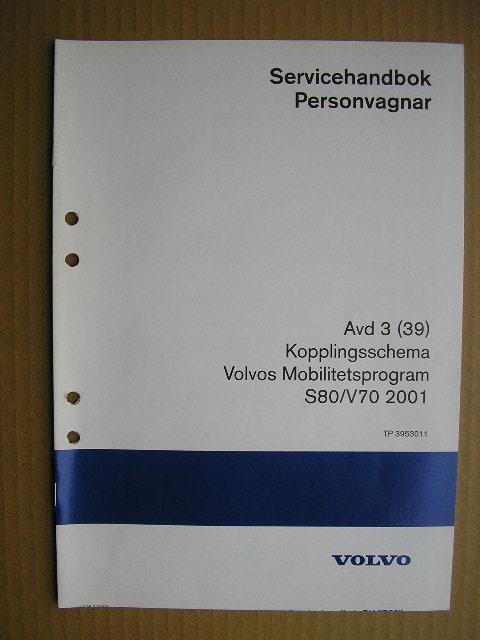 Servicehandbok
Personvagnar
Avd 3 (39)
Kopplingsschema
Volvos Mobilitetsprogram
S80/V70 2001
TP 3953011
VOLVO